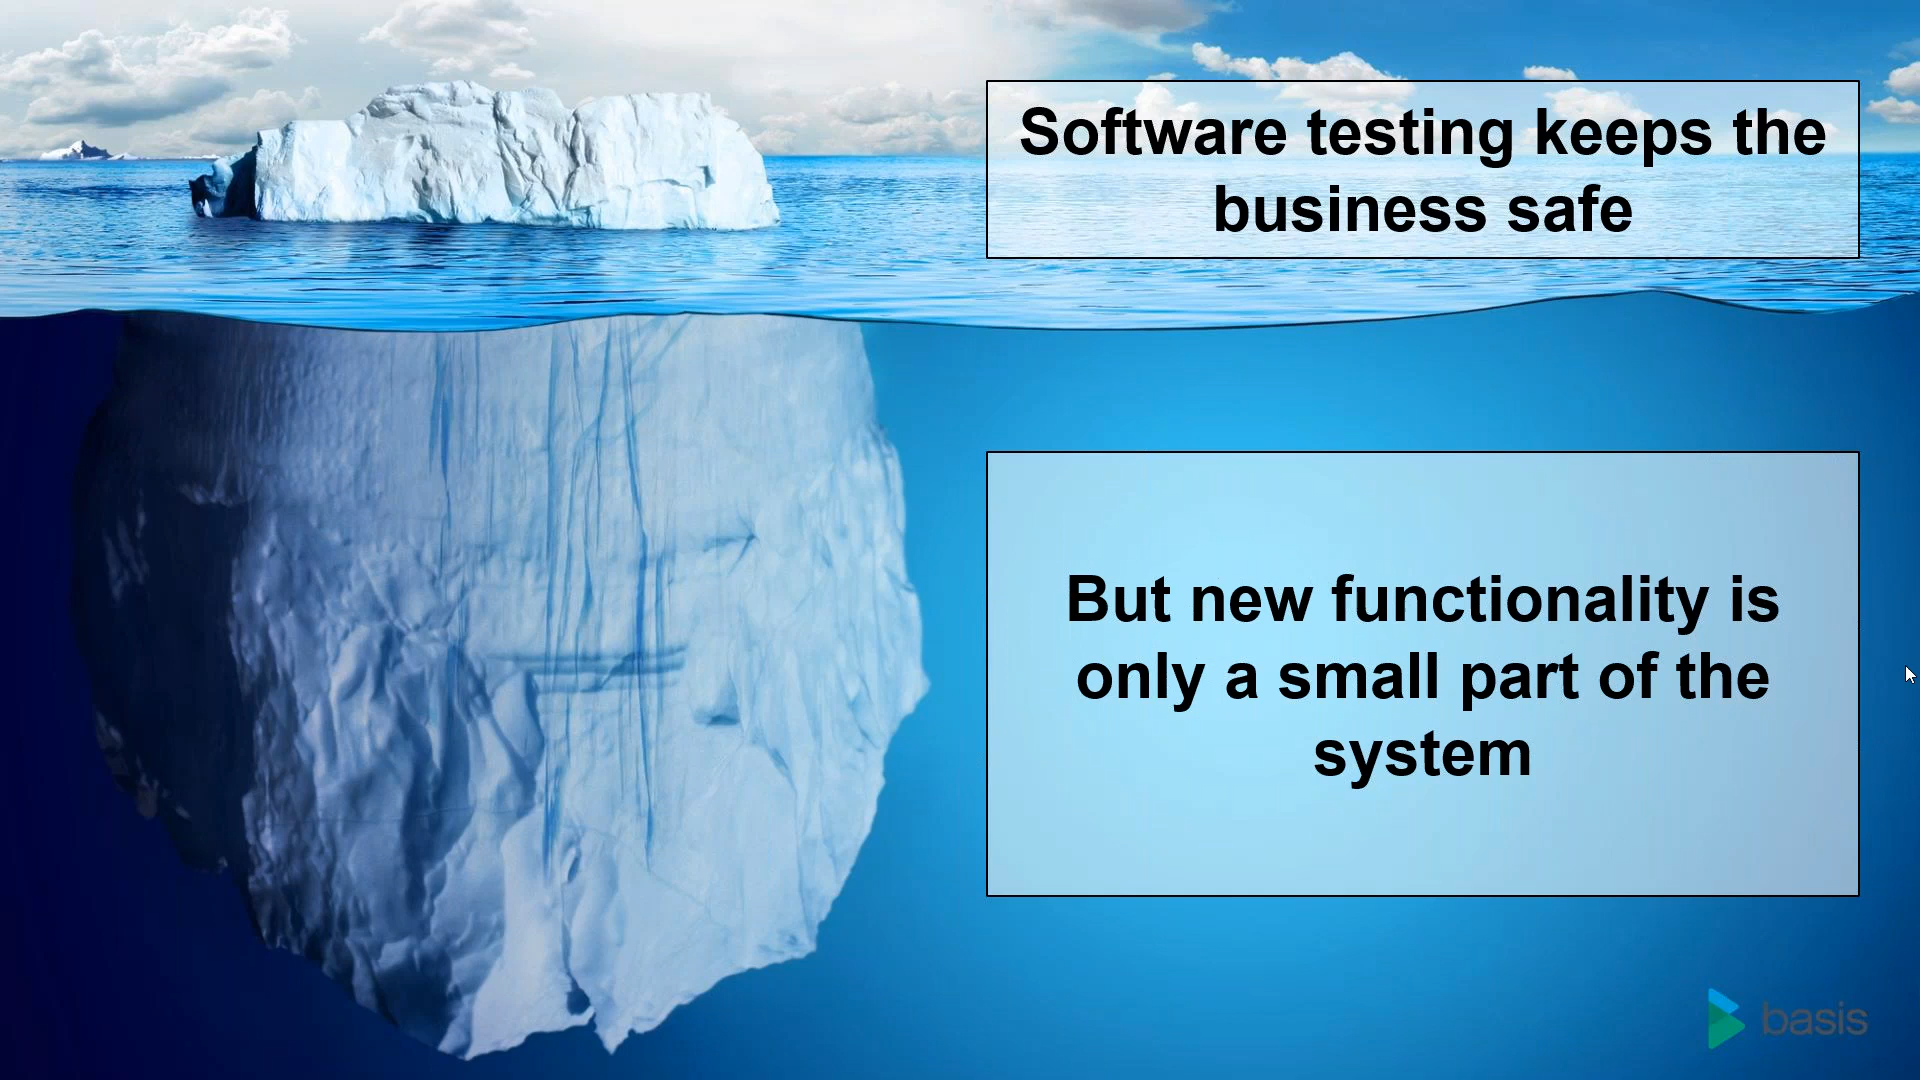 Software testing keeps the
business safe
But new functionality is
only a small part of the
system
basis